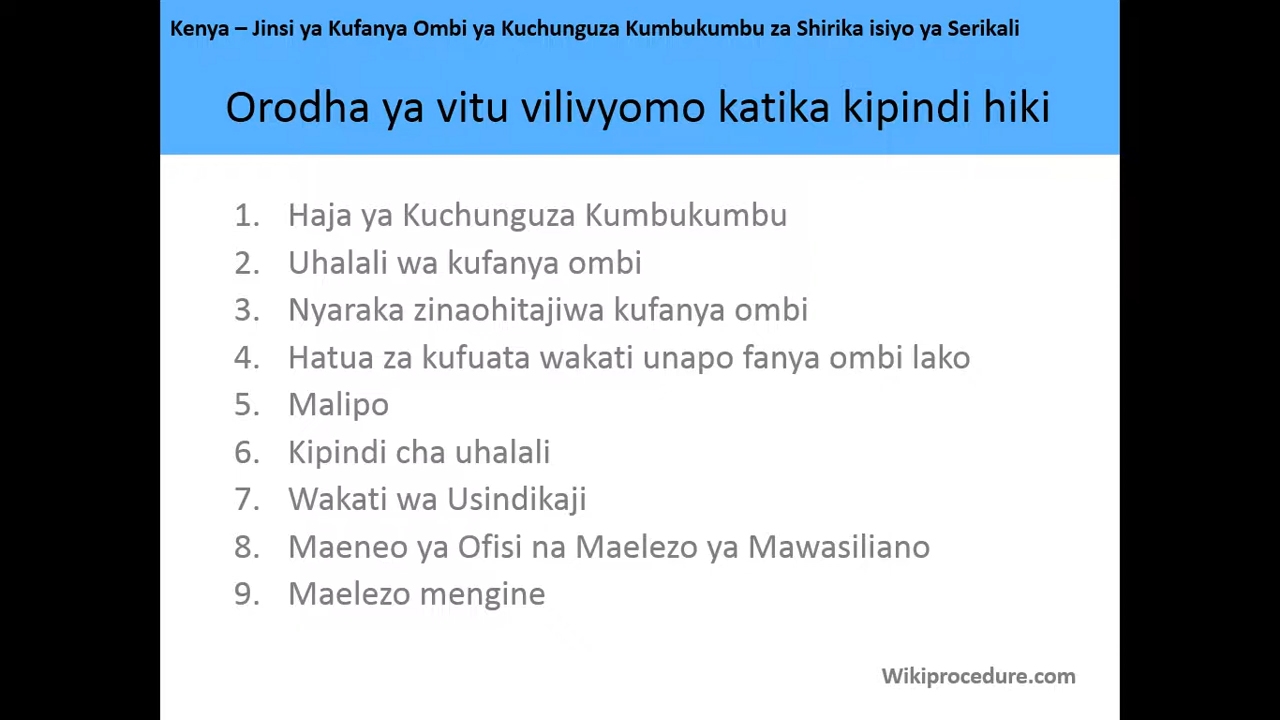 Kenya – Jinsi ya Kufanya Ombi ya Kuchunguza Kumbukumbu za Shirika isiyo ya Serikali
Orodha ya vitu vilivyomo katika kipindi hiki
1. Haja ya Kuchunguza Kumbukumbu
2. Uhalali wa kufanya ombi
3. Nyaraka zinaohitajiwa kufanya ombi
4. Hatua za kufuata wakati unapo fanya ombi lako
5. Malipo
6. Kipindi cha uhalali
7. Wakati wa Usindikaji
8. Maeneo ya Ofisi na Maelezo ya Mawasiliano
9. Maelezo mengine
Wikiprocedure.com